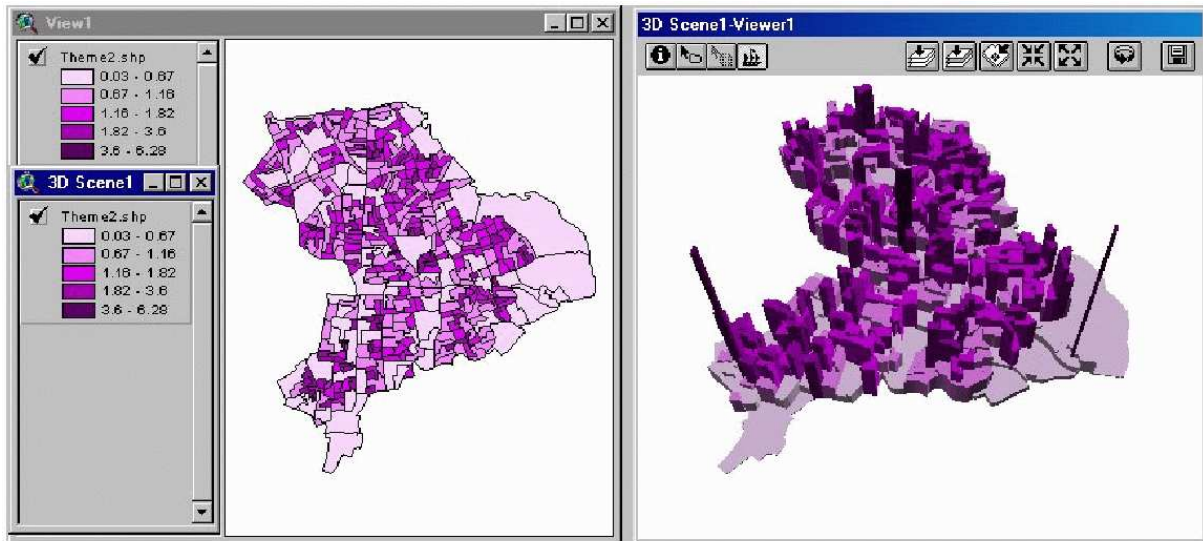 View1
Theme2.shp
0.03 - 0.67
0.67 - 1.16
1.16 - 1.82
1.82 - 3.6
3.6 - 6.28
3D Scene1
Theme2.shp
0.03 - 0.67
0.67 - 1.16
1.16 - 1.82
1.82 - 3.6
3.6 - 6.28
3D Scene1-Viewer1